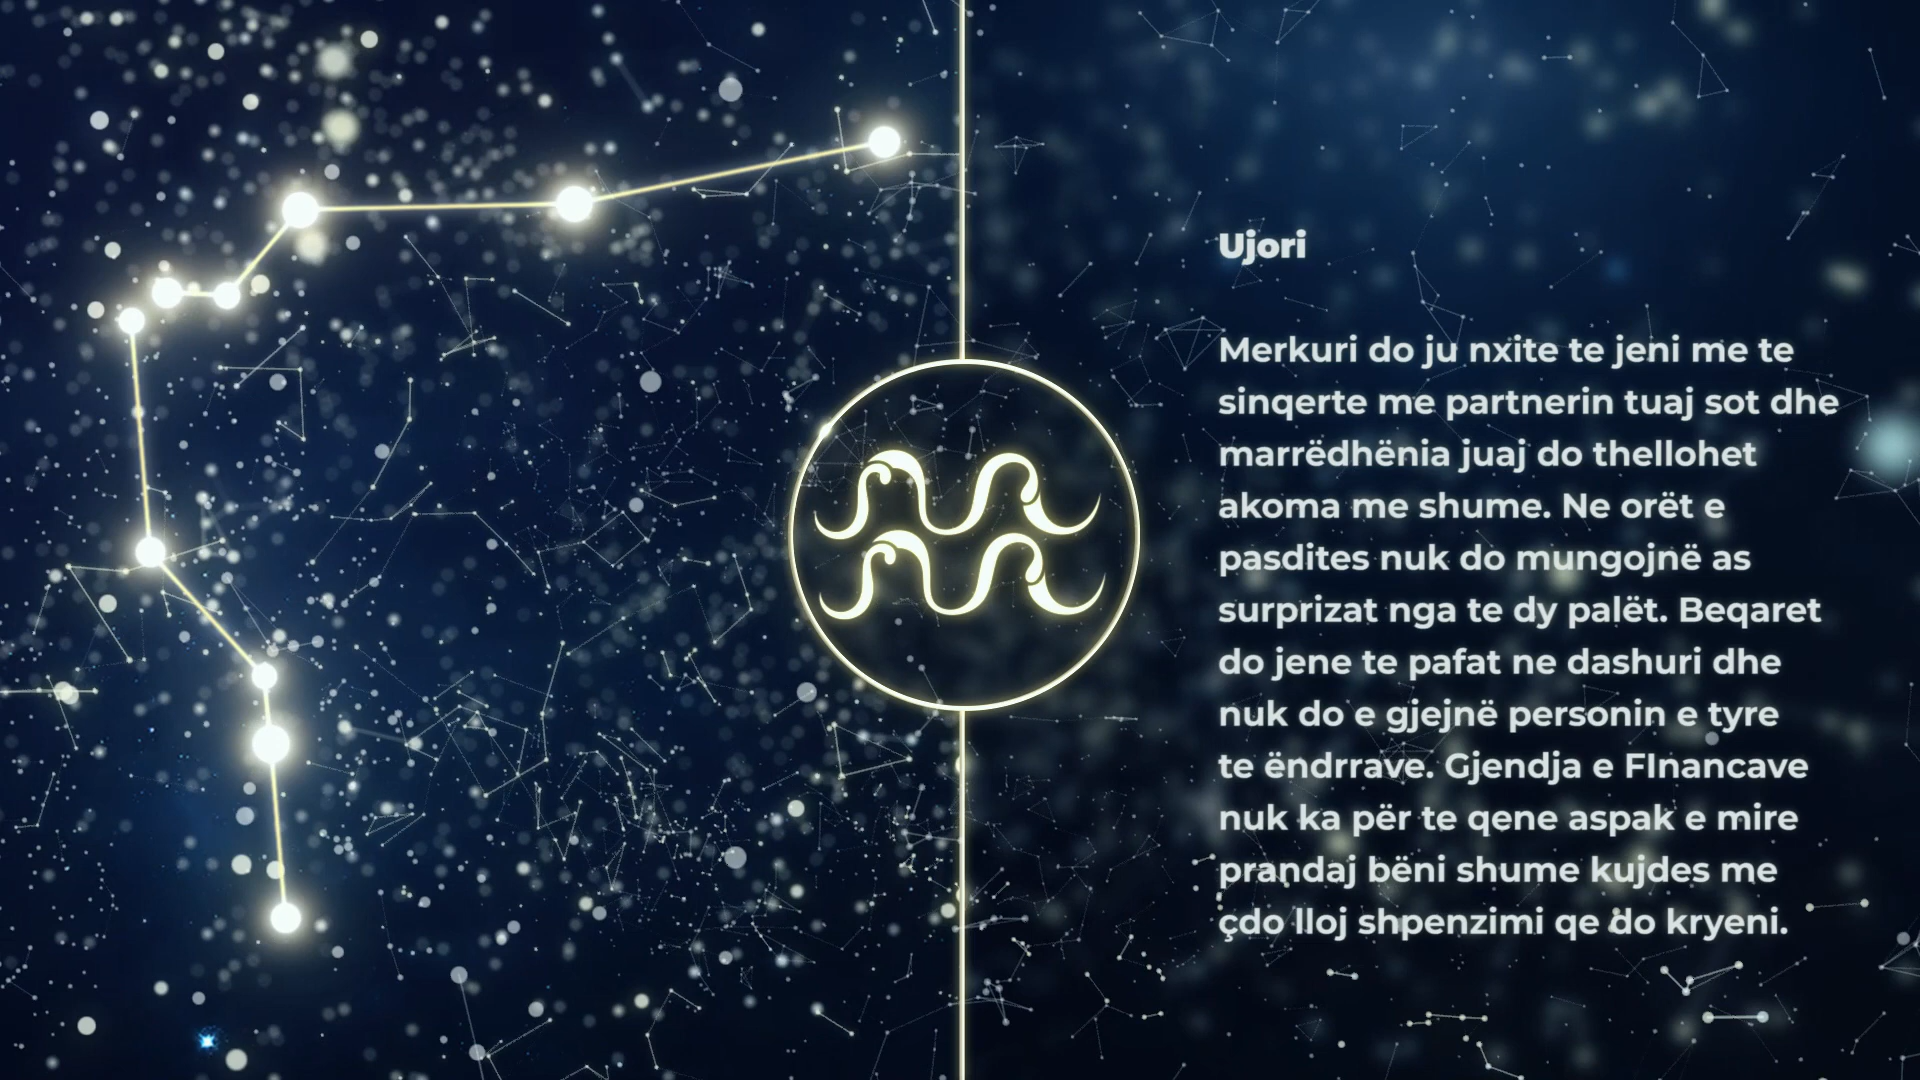 Ujori
Merkuri do ju nxite te jeni me te
sinqerte me partnerin tuaj sot dhe
marrëdhënia juaj do thellohet
akoma me shume. Ne orët e
pasdites nuk do mungojnë as
surprizat nga te dy palët. Beqaret
do jene te pafat ne dashuri dhe
nuk do e gjejnë personin e tyre
te ëndrrave. Gjendja e FInancave
nuk ka për te qene aspak e mire
prandaj bëni shume kujdes me
çdo lloj shpenzimi qe do kryeni.